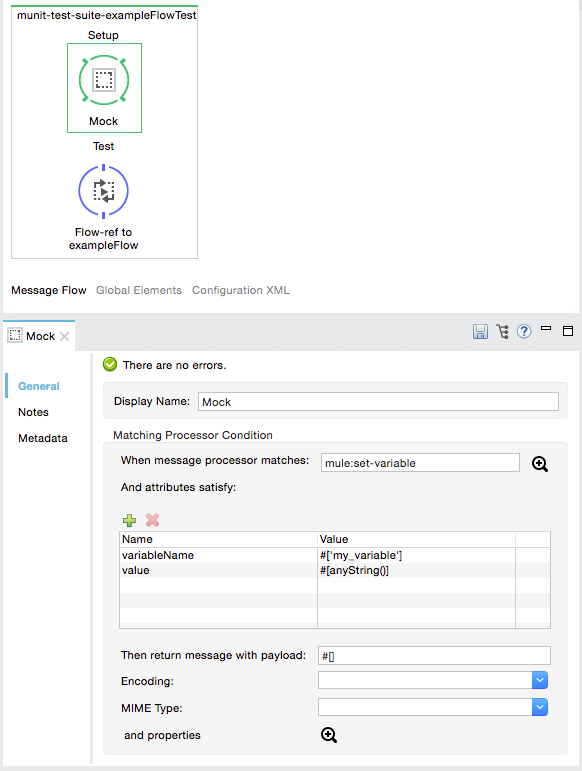 munit-test-suite-exampleFlowTest
Setup
Mock
Test
Flow-ref to
exampleFlow
Message Flow Global Elements Configuration XML
Mock
There are no errors.
General
Notes
Metadata
Display Name: Mock
Matching Processor Condition
When message processor matches: mule:set-variable
And attributes satisfy:
Name Value
variableName #['my_variable']
value #[anyString()]
Then return message with payload: #[]
Encoding:
MIME Type:
and properties